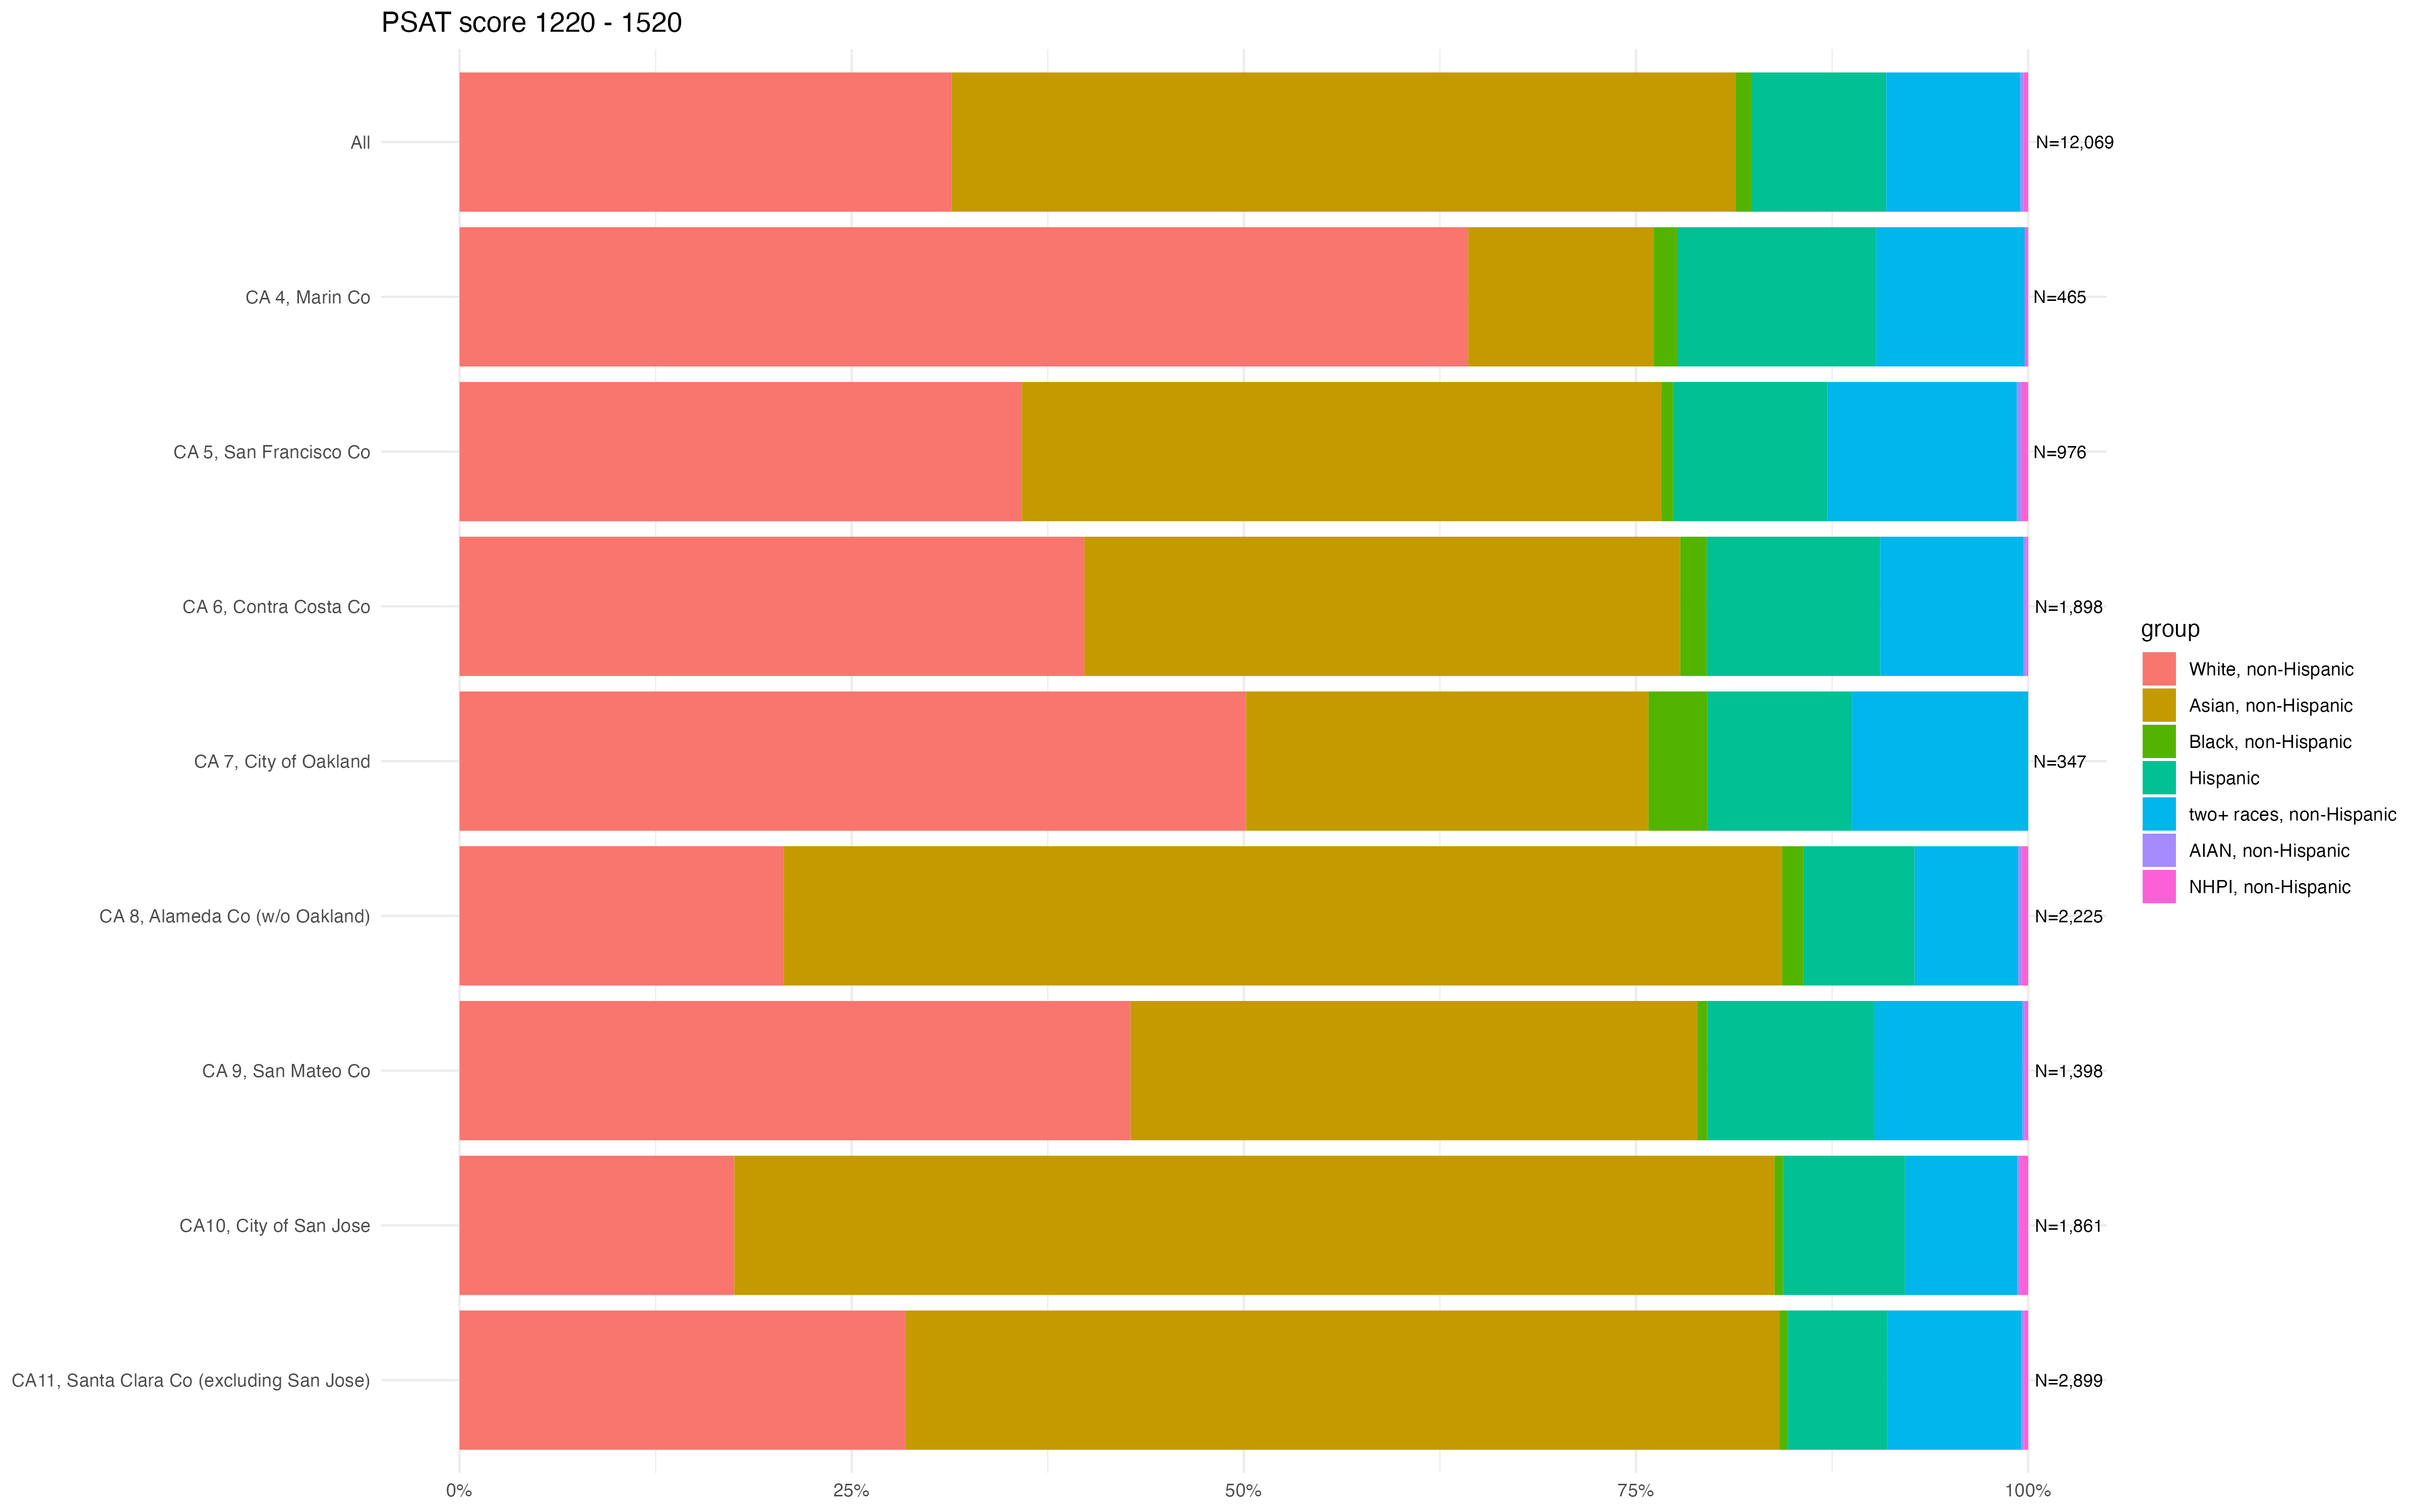 PSAT score 1220 - 1520
All
N=12,069
CA 4, Marin Co
N=465
CA 5, San Francisco Co
N=976
CA 6, Contra Costa Co
N=1,898
CA 7, City of Oakland
N=347
CA 8, Alameda Co (w/o Oakland)
N=2,225
CA 9, San Mateo Co
N=1,398
CA10, City of San Jose
N=1,861
CA11, Santa Clara Co (excluding San Jose)
N=2,899
0%
25%
50%
75%
100%
group
White, non-Hispanic
Asian, non-Hispanic
Black, non-Hispanic
Hispanic
two+ races, non-Hispanic
AIAN, non-Hispanic
NHPI, non-Hispanic